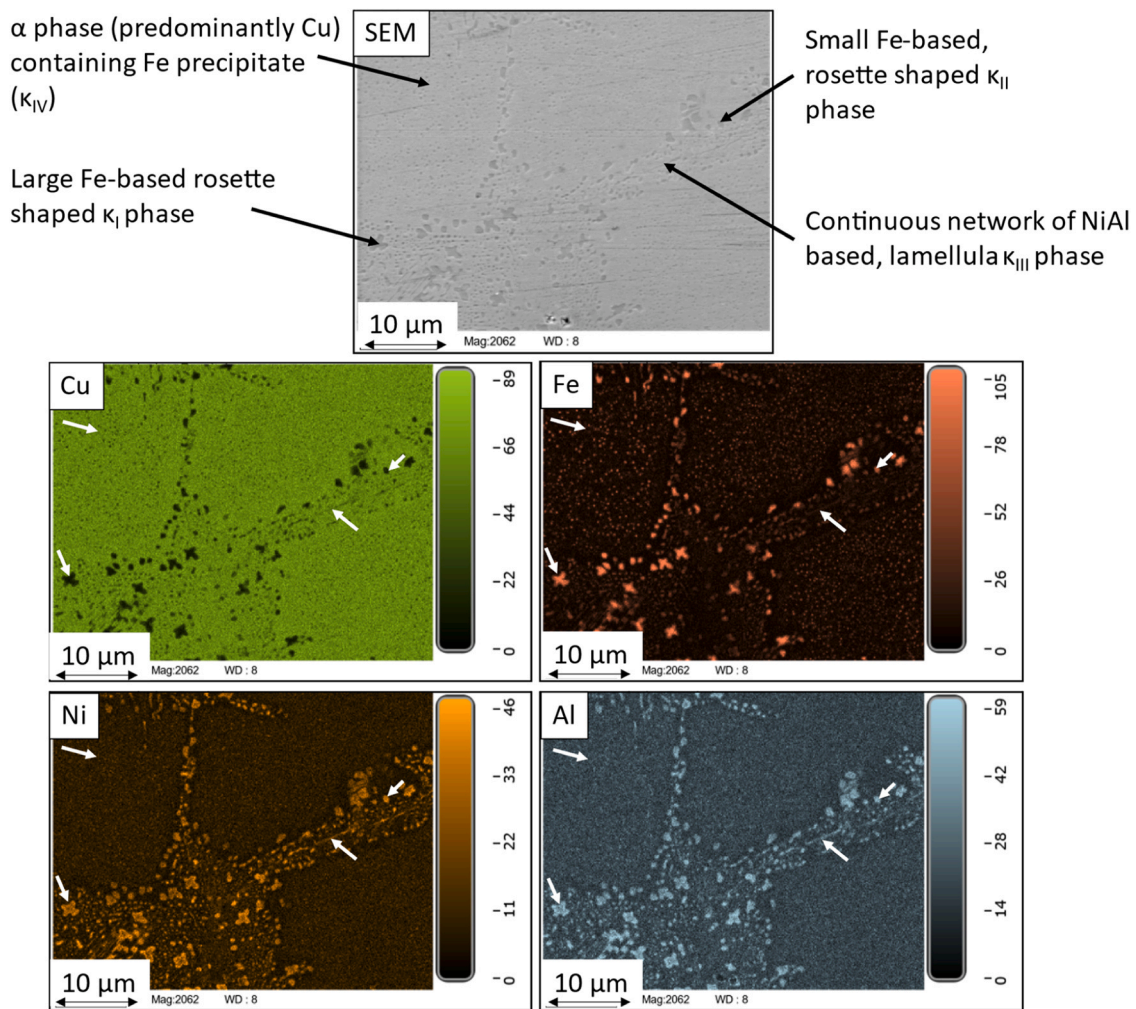 α phase (predominantly Cu)
containing Fe precipitate
(κIV)
SEM
Small Fe-based,
rosette shaped κII
phase
Large Fe-based rosette
shaped κI phase
Continuous network of NiAl
based, lamellula κIII phase
10 µm
Mag:2062 WD : 8
Cu
89
66
44
22
0
10 µm
Mag:2062 WD : 8
Fe
105
78
52
26
0
10 µm
Mag:2062 WD : 8
Ni
46
33
22
11
0
10 µm
Mag:2062 WD : 8
Al
59
42
28
14
0
10 µm
Mag:2062 WD : 8